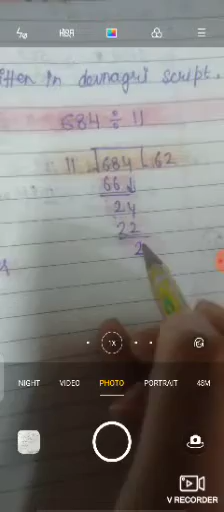 HDR
itten in devnagri script.
684 ÷ 11
11 684 62
66
24
22
2
1X
NIGHT VIDEO PHOTO PORTRAIT 48M
V RECORDER